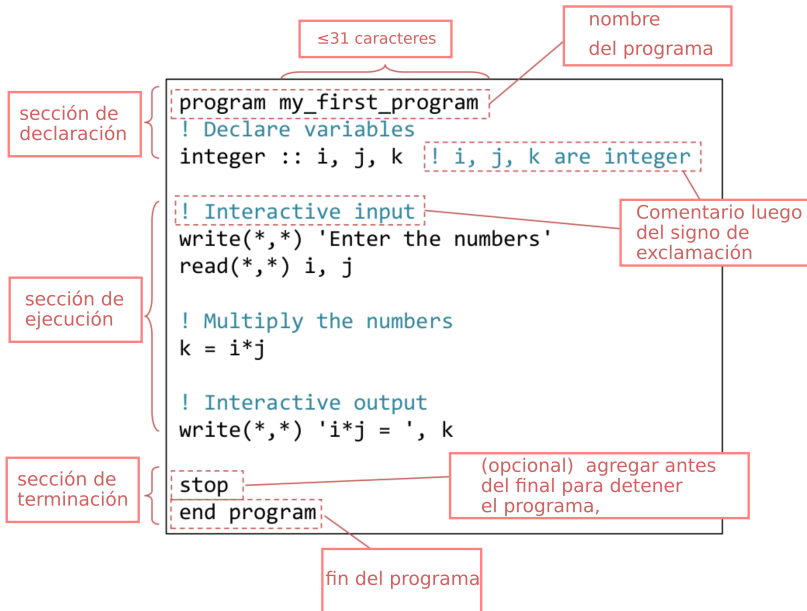 ≤31 caracteres
nombre
del programa
sección de
declaración
program my_first_program
! Declare variables
integer :: i, j, k ! i, j, k are integer
Comentario luego
del signo de
exclamación
sección de
ejecución
! Interactive input
write(*,*) 'Enter the numbers'
read(*,*) i, j
! Multiply the numbers
k = i*j
! Interactive output
write(*,*) 'i*j = ', k
sección de
terminación
stop
end program
(opcional) agregar antes
del final para detener
el programa,
fin del programa